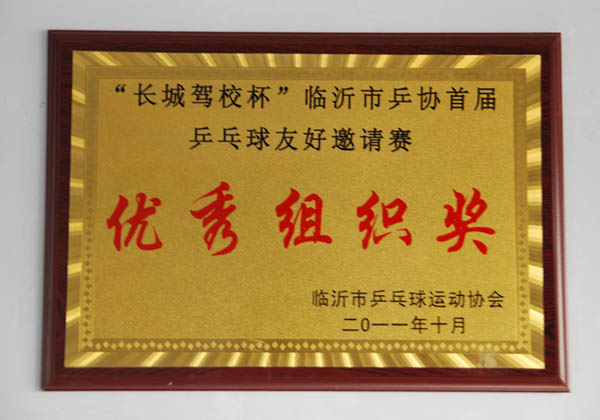 “长城驾校杯”临沂市乒协首届
乒乓球友好邀请赛
优秀组织奖
临沂市乒乓球运动协会
二0一一年十月